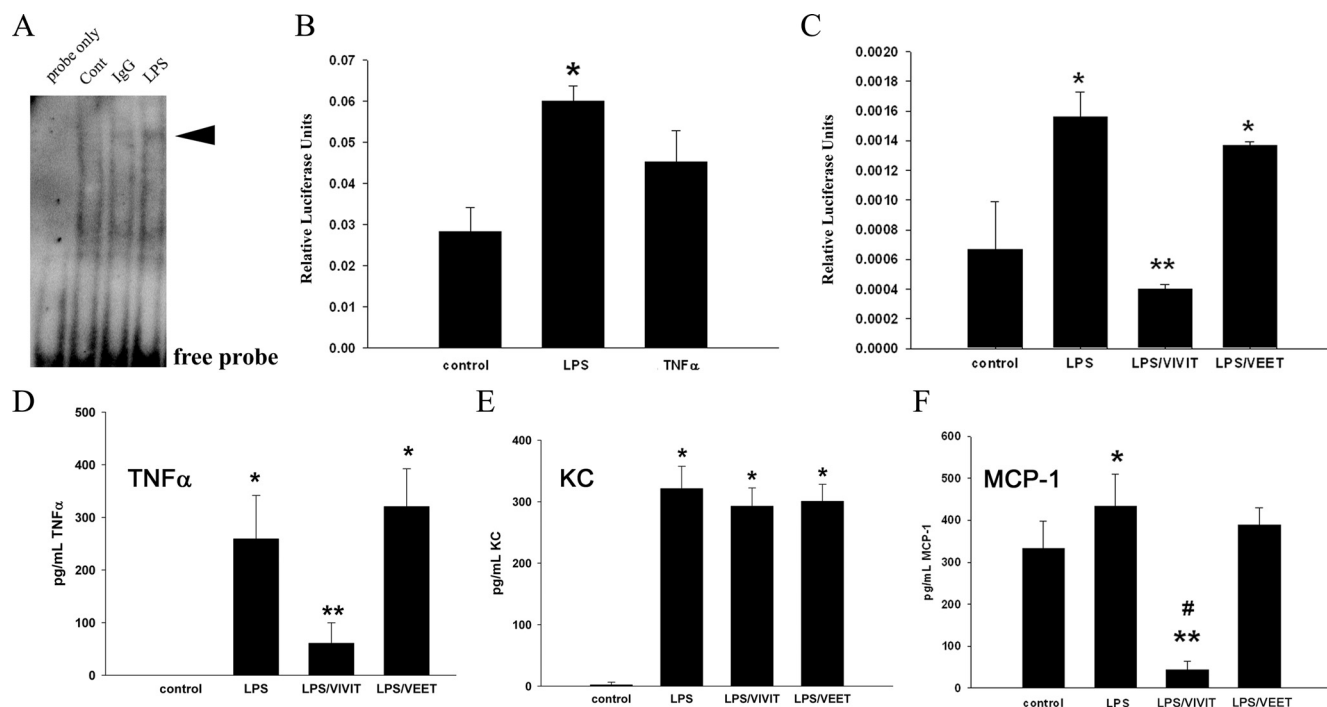 A
probe only
Cont
IgG
LPS
free probe
B
Relative Luciferase Units
0.07
0.06
0.05
0.04
0.03
0.02
0.01
0.00
*
control
LPS
TNFα
C
Relative Luciferase Units
0.0020
0.0018
0.0016
0.0014
0.0012
0.0010
0.0008
0.0006
0.0004
0.0002
0.0000
*
**
*
control
LPS
LPS/VIVIT
LPS/VEET
D
TNFα
pg/mL TNFα
500
400
300
200
100
0
*
**
*
control
LPS
LPS/VIVIT
LPS/VEET
E
KC
pg/mL KC
400
300
200
100
0
*
*
*
control
LPS
LPS/VIVIT
LPS/VEET
F
MCP-1
pg/mL MCP-1
600
500
400
300
200
100
0
*
#
**
control
LPS
LPS/VIVIT
LPS/VEET